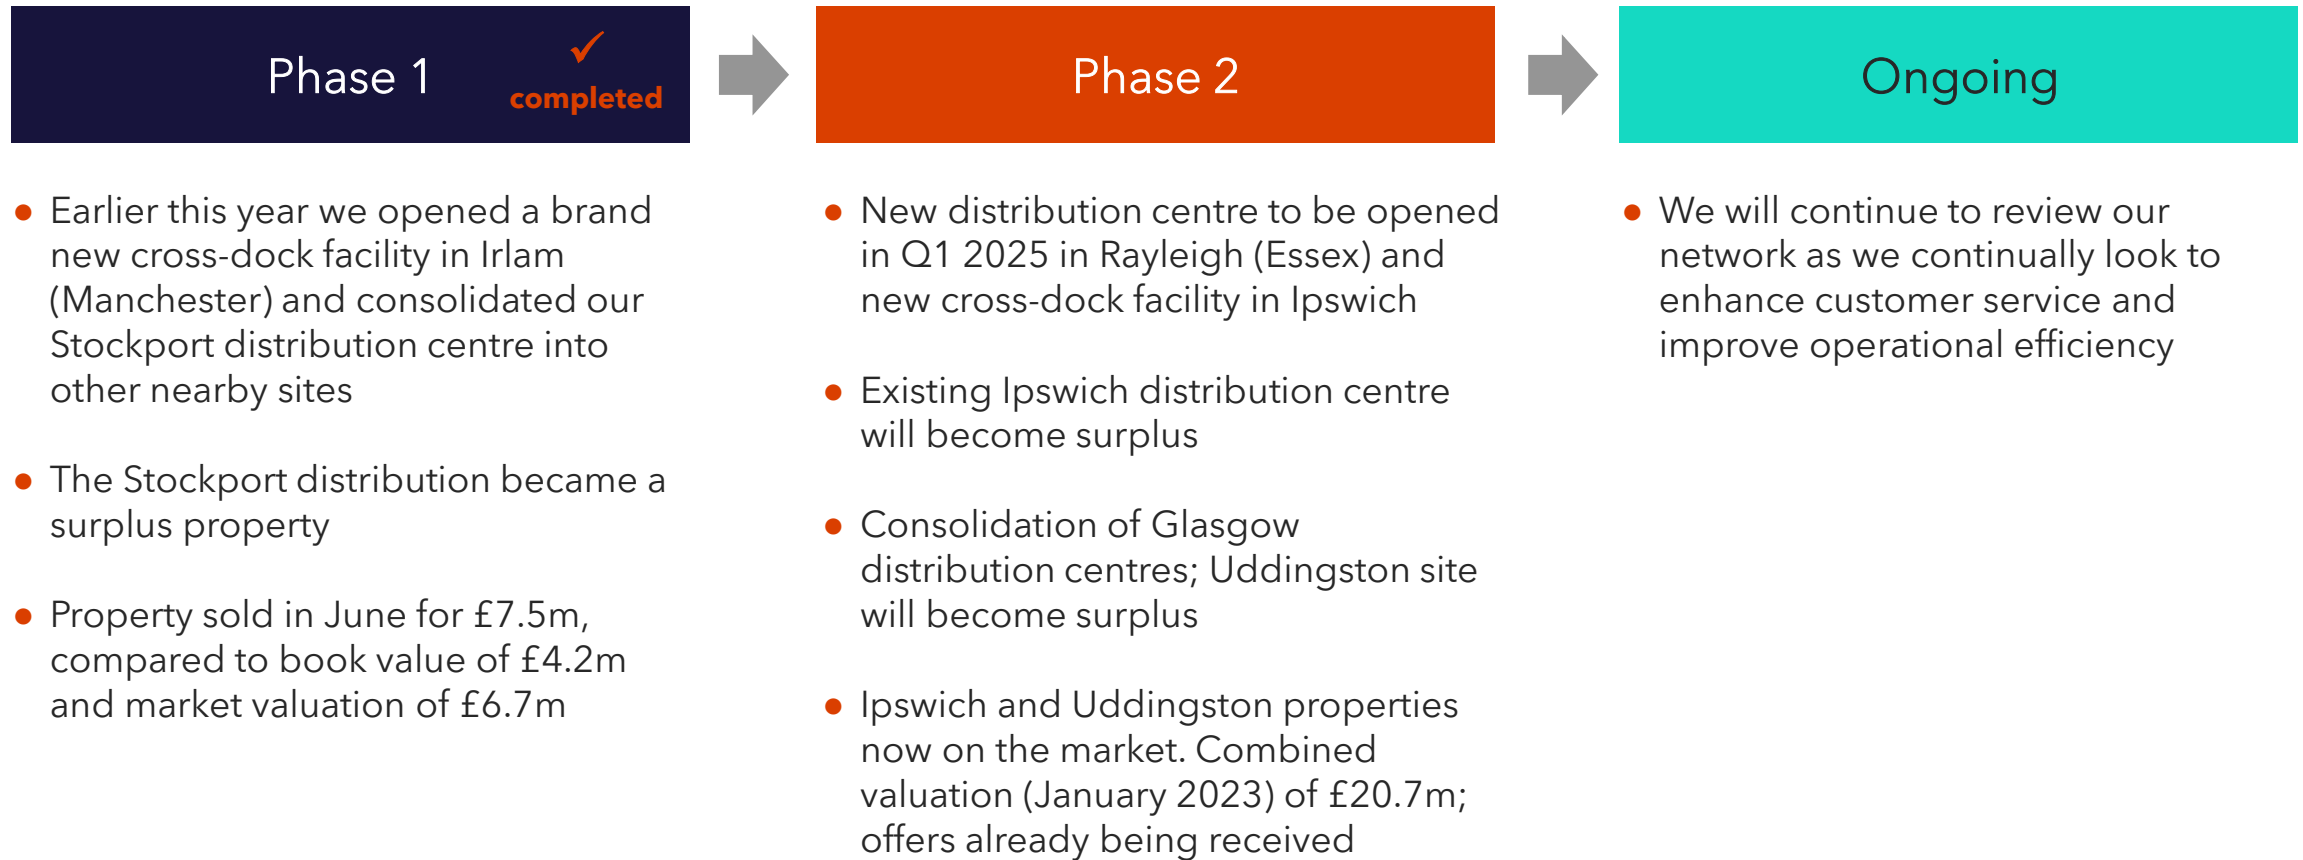 Phase 1
✓
completed
Phase 2
Ongoing
● Earlier this year we opened a brand
new cross-dock facility in Irlam
(Manchester) and consolidated our
Stockport distribution centre into
other nearby sites
● The Stockport distribution became a
surplus property
● Property sold in June for £7.5m,
compared to book value of £4.2m
and market valuation of £6.7m
● New distribution centre to be opened
in Q1 2025 in Rayleigh (Essex) and
new cross-dock facility in Ipswich
● Existing Ipswich distribution centre
will become surplus
● Consolidation of Glasgow
distribution centres; Uddingston site
will become surplus
● Ipswich and Uddingston properties
now on the market. Combined
valuation (January 2023) of £20.7m;
offers already being received
● We will continue to review our
network as we continually look to
enhance customer service and
improve operational efficiency